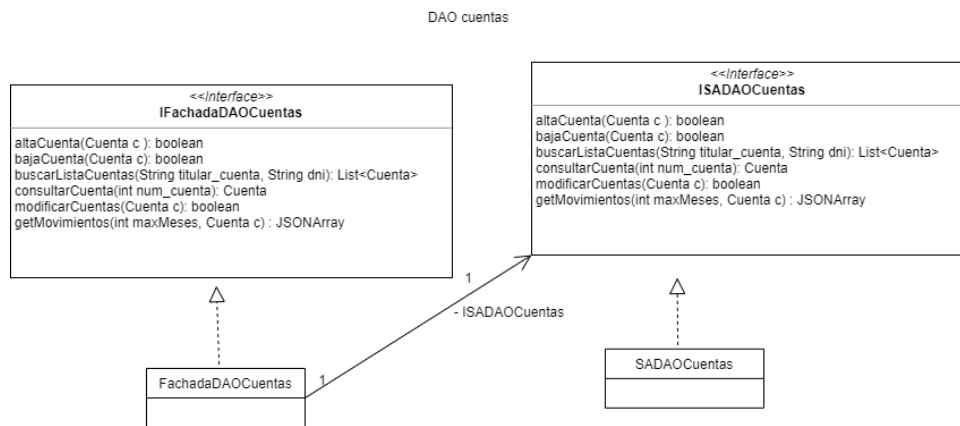 DAO cuentas
<<Interface>>
IFachadaDAOCuentas
altaCuenta(Cuenta c ): boolean
bajaCuenta(Cuenta c): boolean
buscarListaCuentas(String titular_cuenta, String dni): List<Cuenta>
consultarCuenta(int num_cuenta): Cuenta
modificarCuentas(Cuenta c): boolean
getMovimientos(int maxMeses, Cuenta c) : JSONArray
<<Interface>>
ISADAOCuentas
altaCuenta(Cuenta c ): boolean
bajaCuenta(Cuenta c): boolean
buscarListaCuentas(String titular_cuenta, String dni): List<Cuenta>
consultarCuenta(int num_cuenta): Cuenta
modificarCuentas(Cuenta c): boolean
getMovimientos(int maxMeses, Cuenta c) : JSONArray
1
- ISADAOCuentas
1
FachadaDAOCuentas
SADAOCuentas